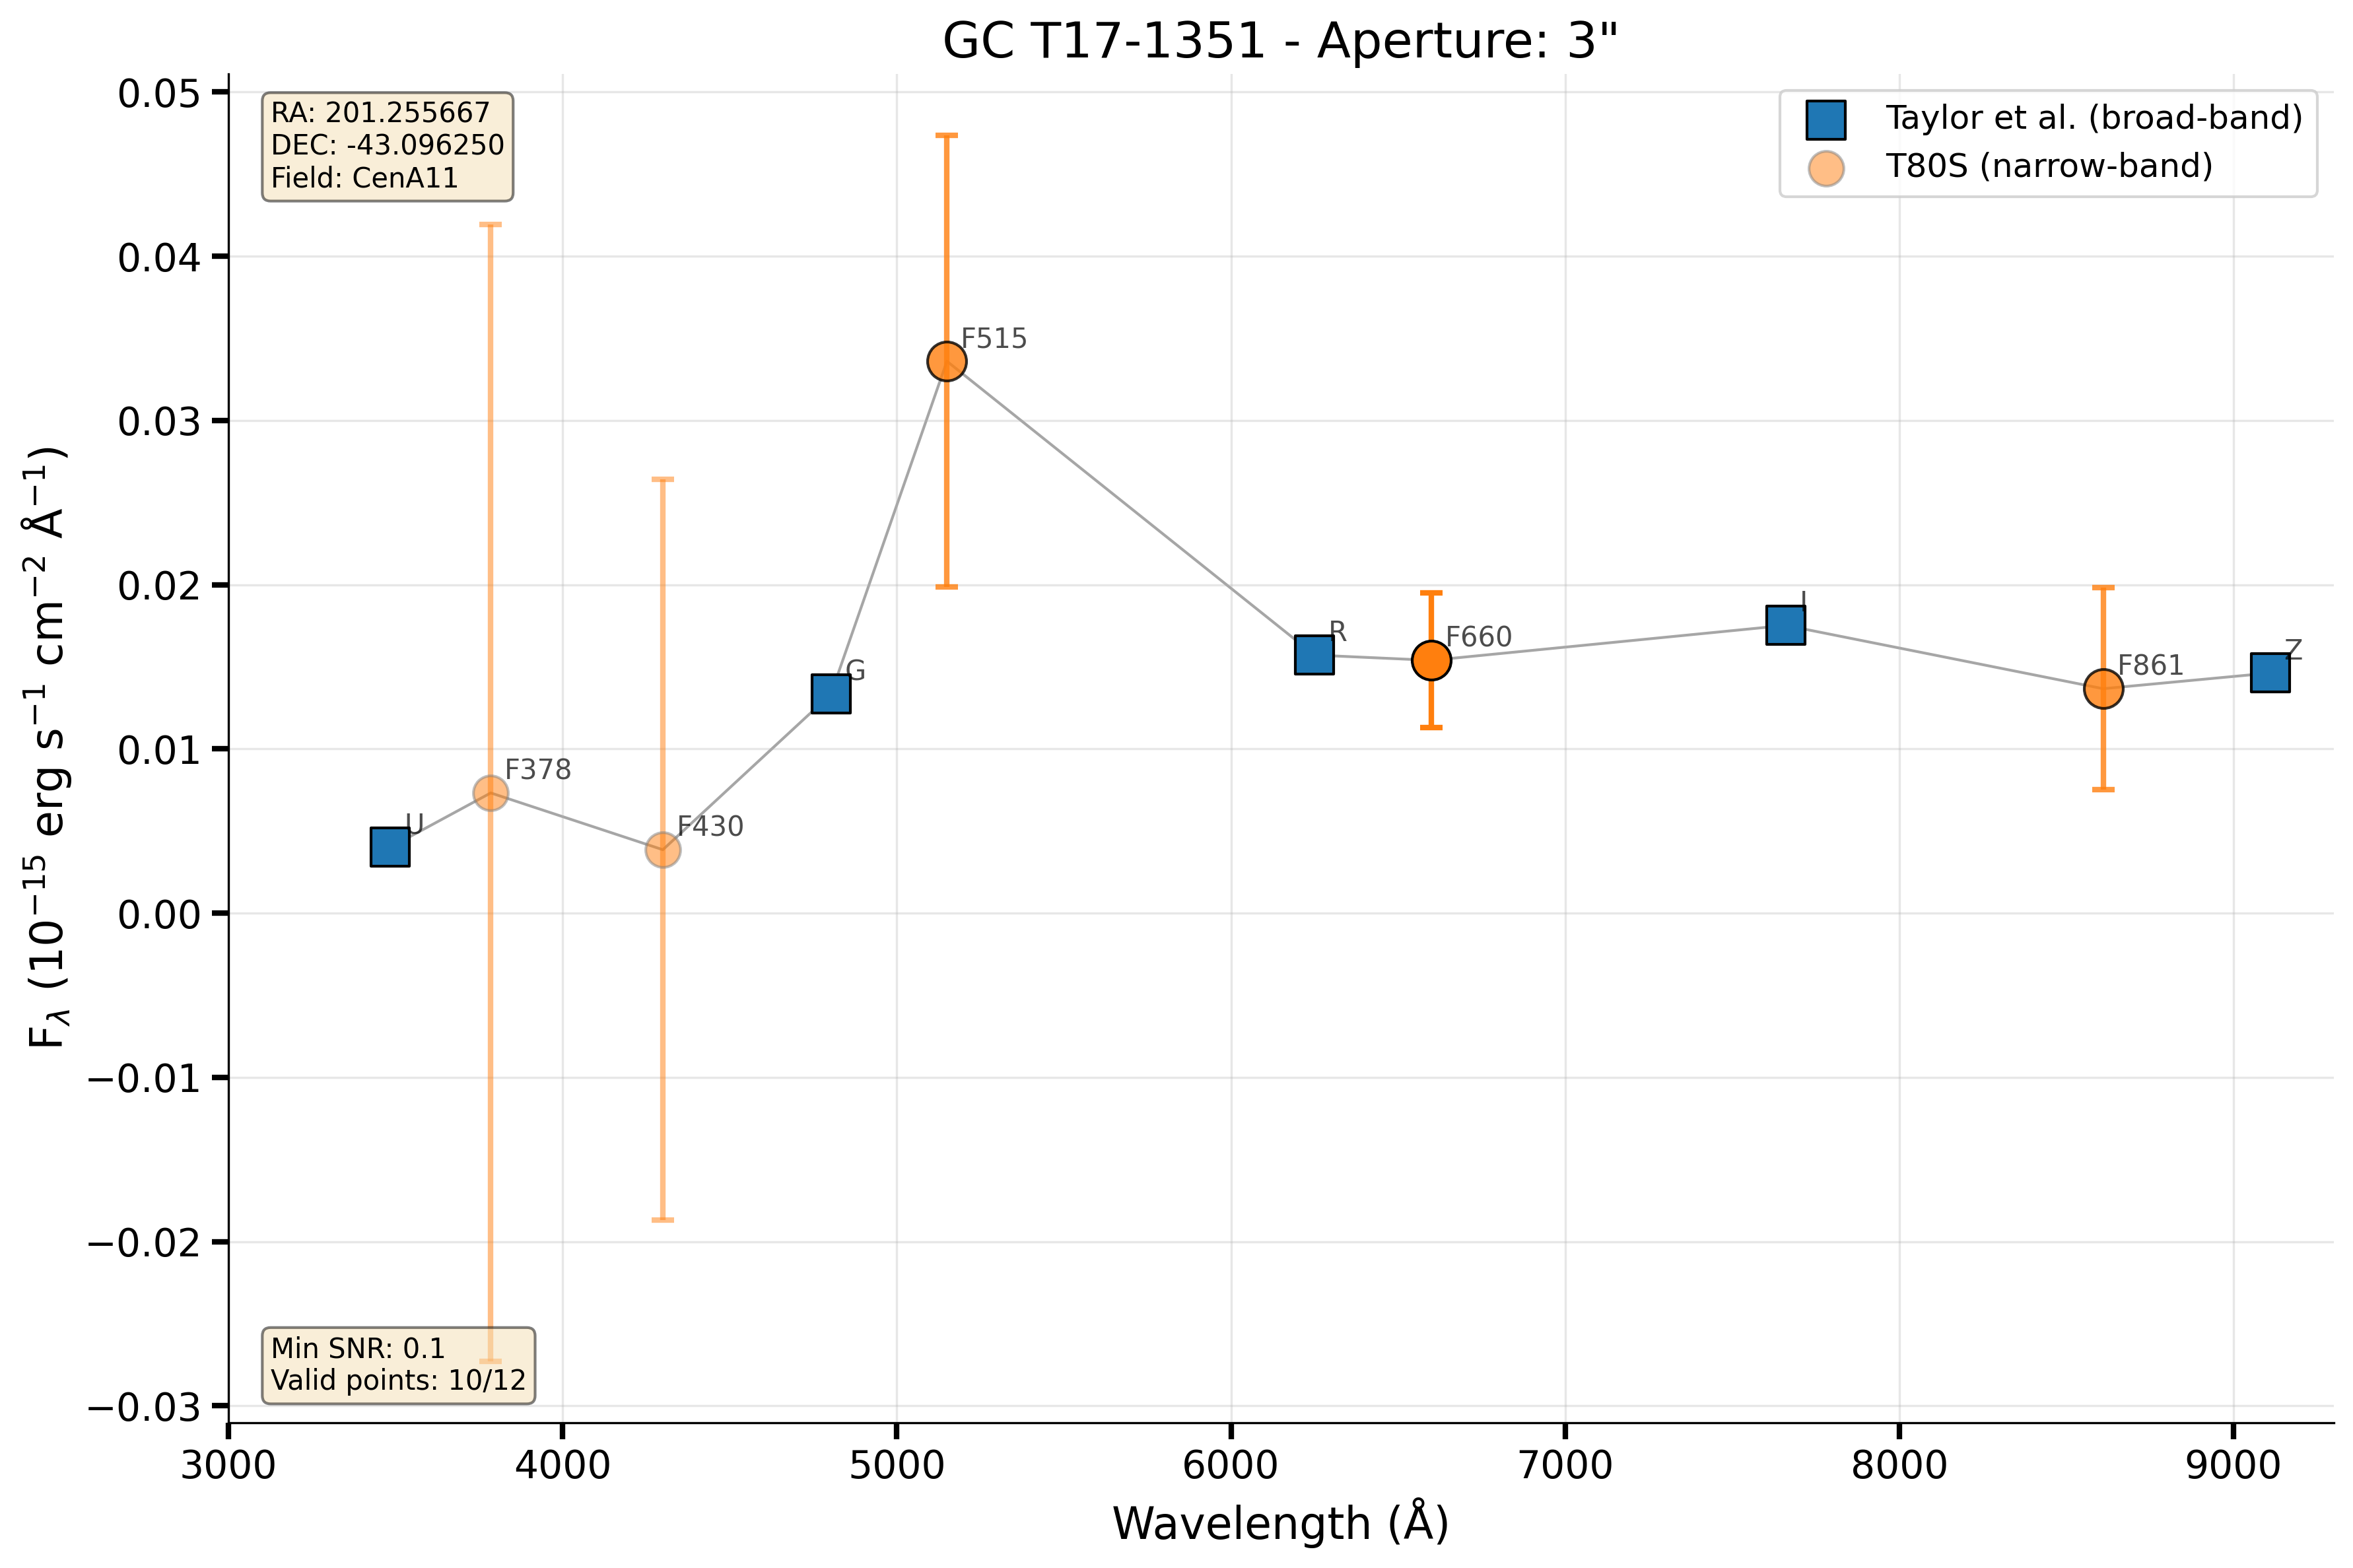 GC T17-1351 - Aperture: 3"
RA: 201.255667
DEC: -43.096250
Field: CenA11
Taylor et al. (broad-band)
T80S (narrow-band)
F_λ (10⁻¹⁵ erg s⁻¹ cm⁻² Å⁻¹)
0.05
0.04
0.03
0.02
0.01
0.00
−0.01
−0.02
−0.03
U
F378
F430
G
F515
R
F660
I
F861
Z
Min SNR: 0.1
Valid points: 10/12
3000 4000 5000 6000 7000 8000 9000
Wavelength (Å)